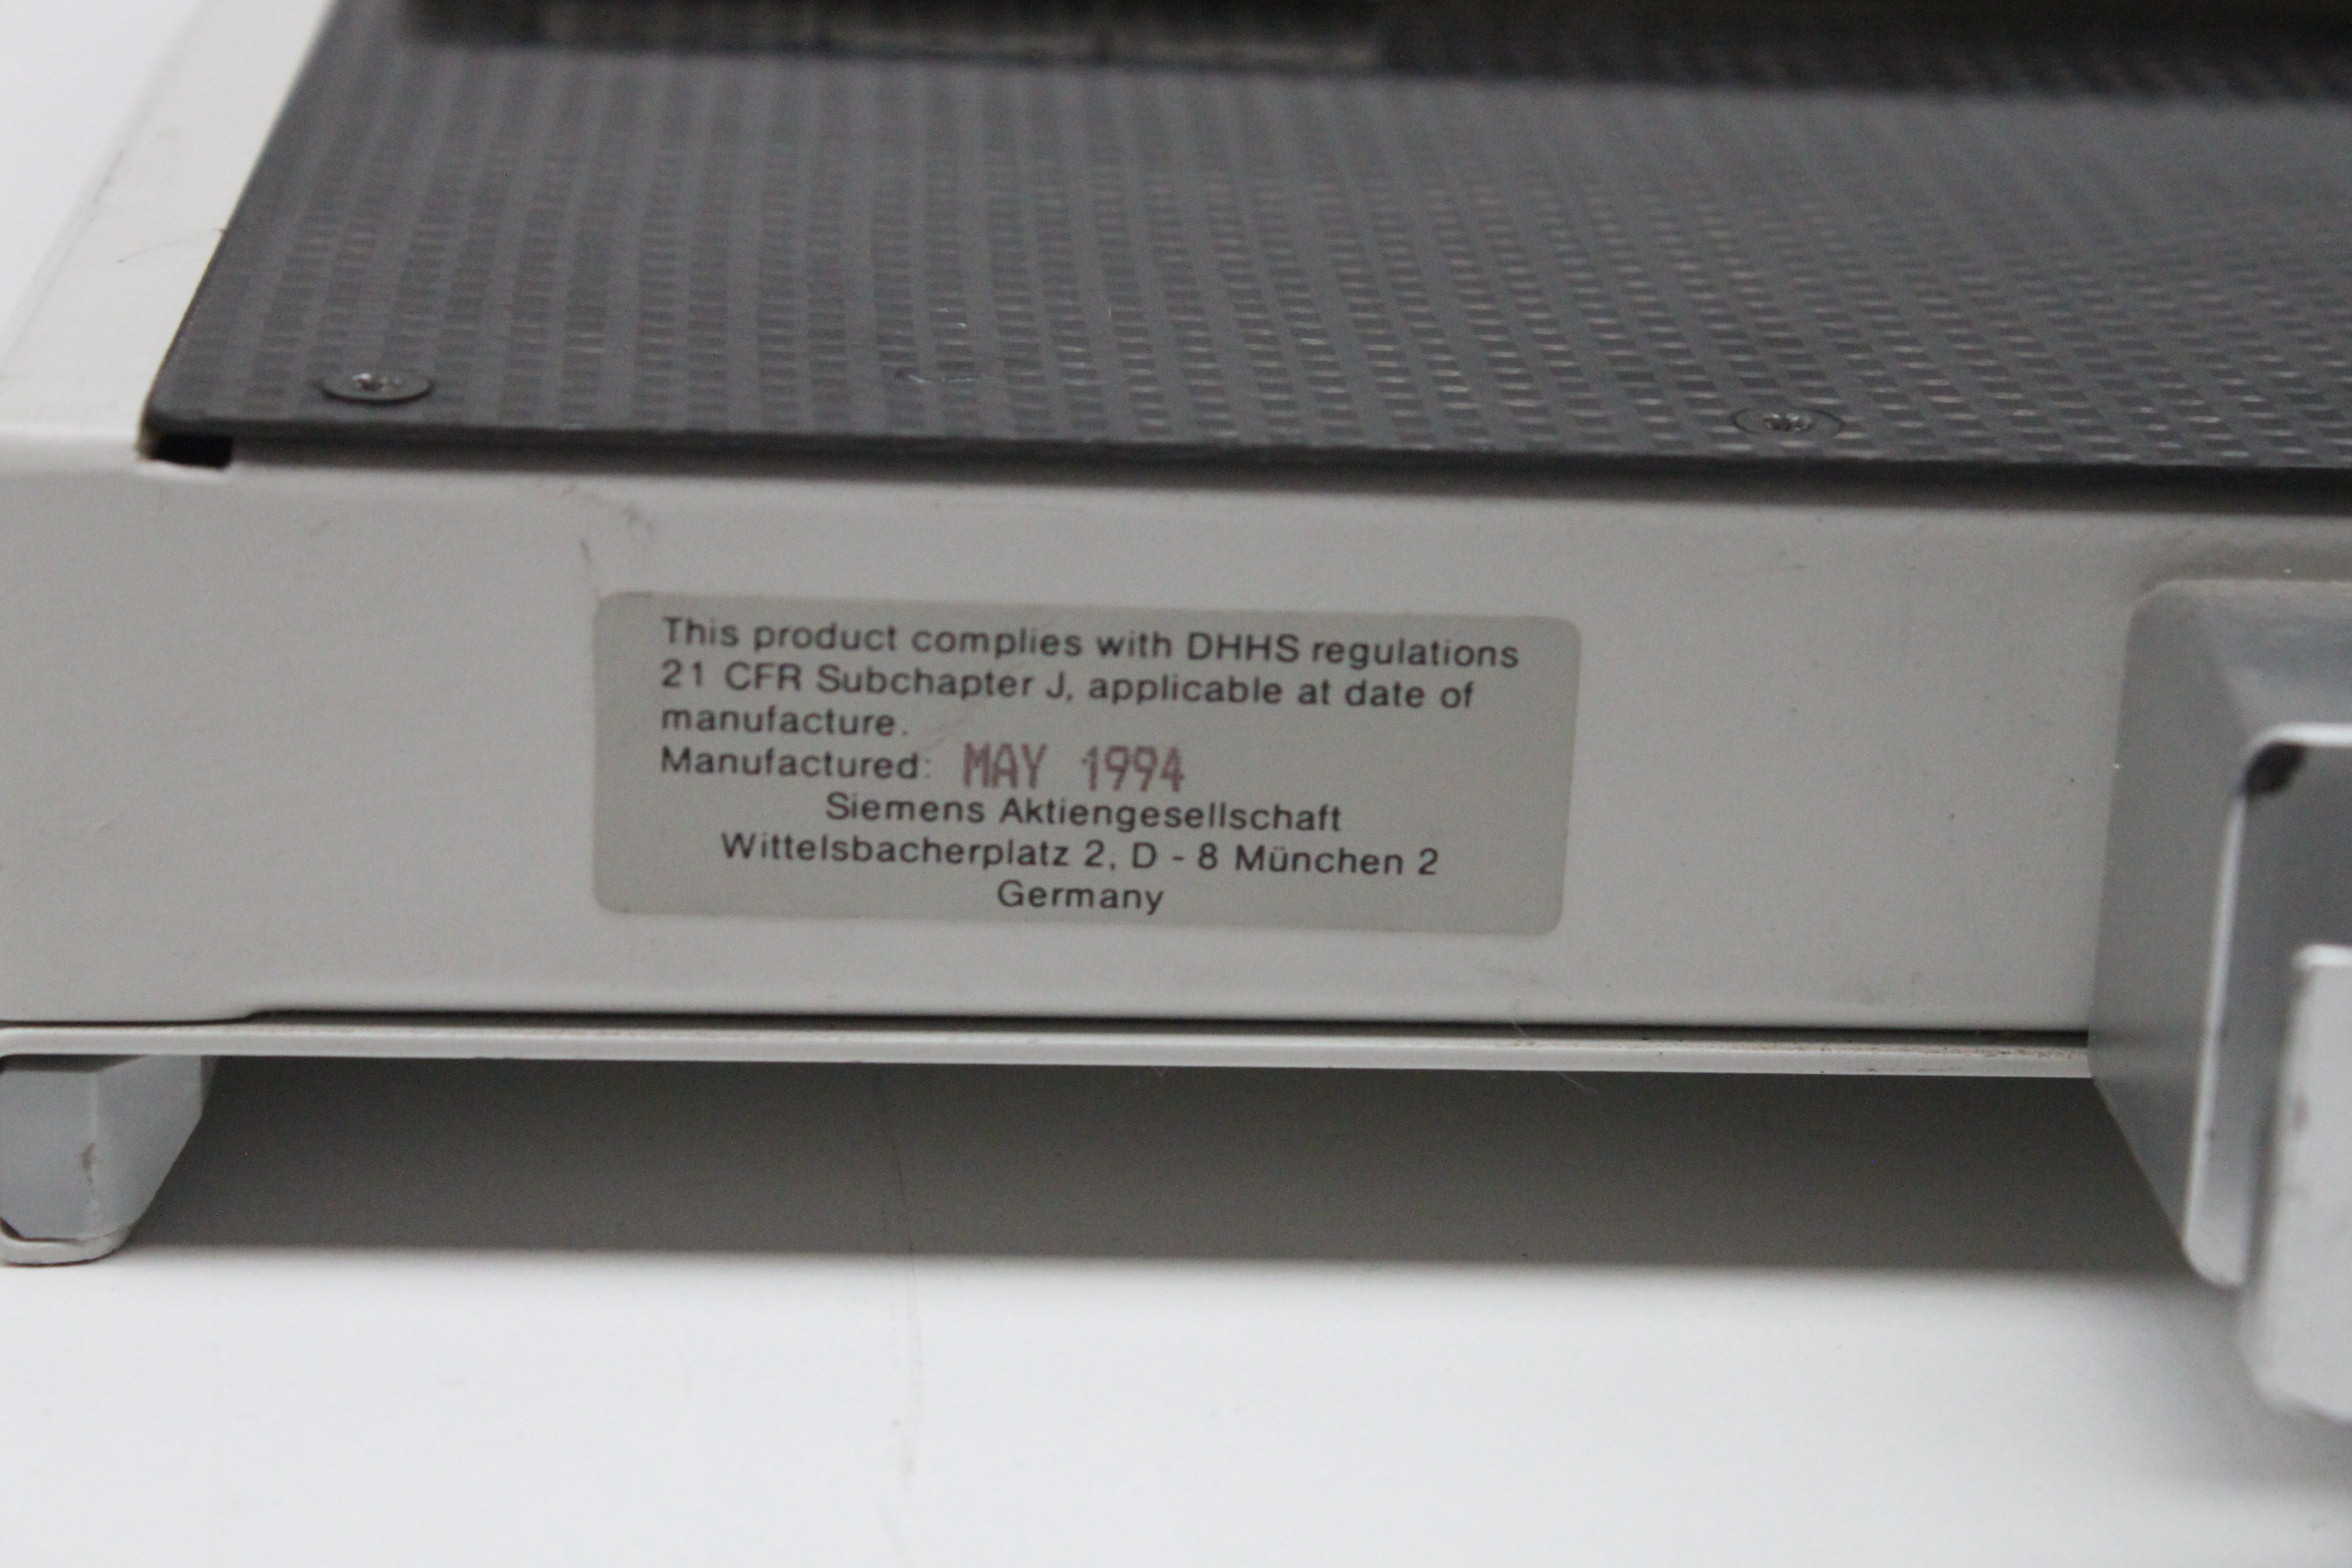 This product complies with DHHS regulations
21 CFR Subchapter J, applicable at date of
manufacture.
Manufactured: MAY 1994
Siemens Aktiengesellschaft
Wittelsbacherplatz 2, D - 8 München 2
Germany